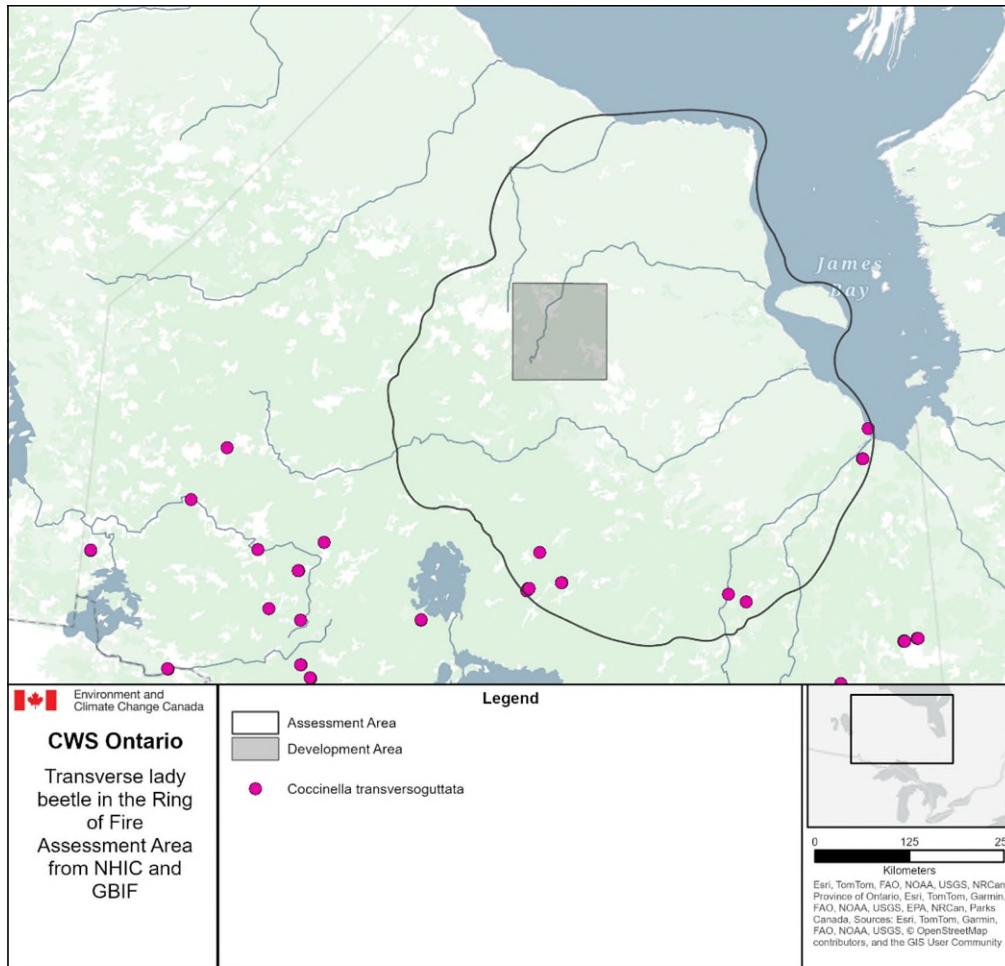 James
Bay
Environment and
Climate Change Canada
CWS Ontario
Transverse lady
beetle in the Ring
of Fire
Assessment Area
from NHIC and
GBIF
Legend
Assessment Area
Development Area
Coccinella transversoguttata
0 125 25
Kilometers
Esri, TomTom, FAO, NOAA, USGS, NRCan
Province of Ontario, Esri, TomTom, Garmin,
FAO, NOAA, USGS, EPA, NRCan, Parks
Canada, Sources: Esri, TomTom, Garmin,
FAO, NOAA, USGS, © OpenStreetMap
contributors, and the GIS User Community